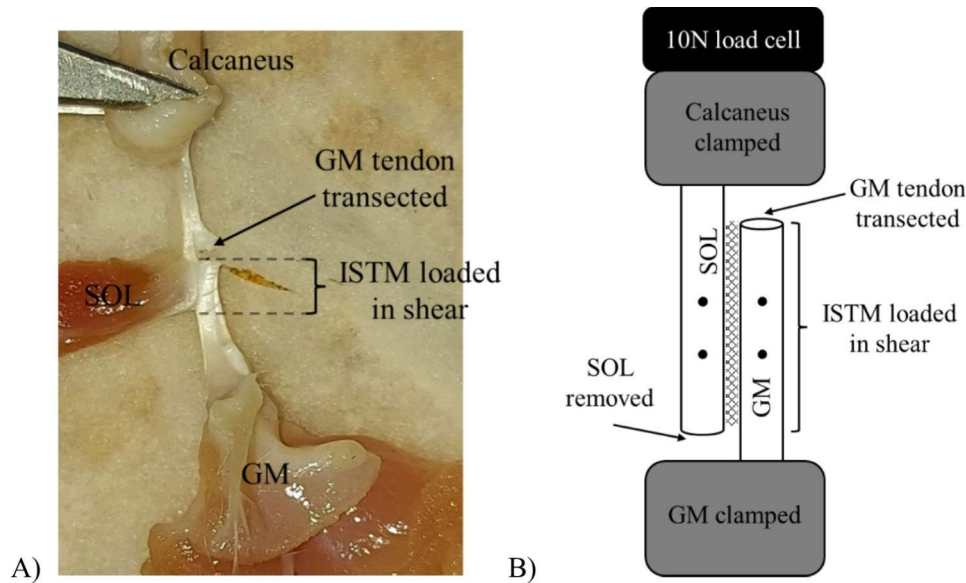 Calcaneus
GM tendon
transected
SOL
ISTM loaded
in shear
GM
A)
10N load cell
Calcaneus
clamped
GM tendon
transected
SOL
ISTM loaded
in shear
SOL
removed
GM
GM clamped
B)